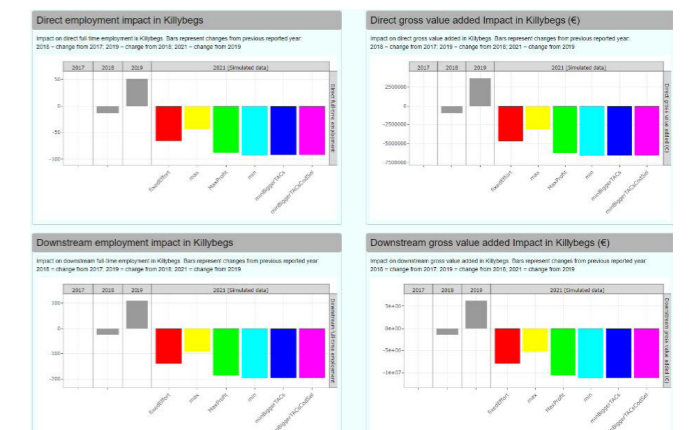 Direct employment impact in Killybegs
Impact on direct full-time employment is Killybegs. Bars represent changes from previous reported year:
2018 = change from 2017; 2019 = change from 2018; 2021 = change from 2019
2017 2018 2019 2021 [Simulated data]
50-
0-
-50-
-100-
Direct full-time employment
fixedEffort max MaxProfit min minBiggerTACs minBiggerTACsCodSel
Direct gross value added Impact in Killybegs (€)
Impact on direct gross value added in Killybegs. Bars represent changes from previous reported year:
2018 = change from 2017; 2019 = change from 2018; 2021 = change from 2019
2017 2018 2019 2021 [Simulated data]
2500000-
0-
-2500000-
-5000000-
-7500000-
Direct gross value added (€)
fixedEffort max MaxProfit min minBiggerTACs minBiggerTACsCodSel
Downstream employment impact in Killybegs
Impact on downstream full-time employment in Killybegs. Bars represent changes from previous reported year:
2018 = change from 2017; 2019 = change from 2018; 2021 = change from 2019
2017 2018 2019 2021 [Simulated data]
100-
0-
-100-
-200-
Downstream full-time employment
fixedEffort max MaxProfit min minBiggerTACs minBiggerTACsCodSel
Downstream gross value added Impact in Killybegs (€)
Impact on downstream gross value added in Killybegs. Bars represent changes from previous reported year:
2018 = change from 2017; 2019 = change from 2018; 2021 = change from 2019
2017 2018 2019 2021 [Simulated data]
5e+06-
0e+00-
-5e+06-
-1e+07-
Downstream gross value added (€)
fixedEffort max MaxProfit min minBiggerTACs minBiggerTACsCodSel